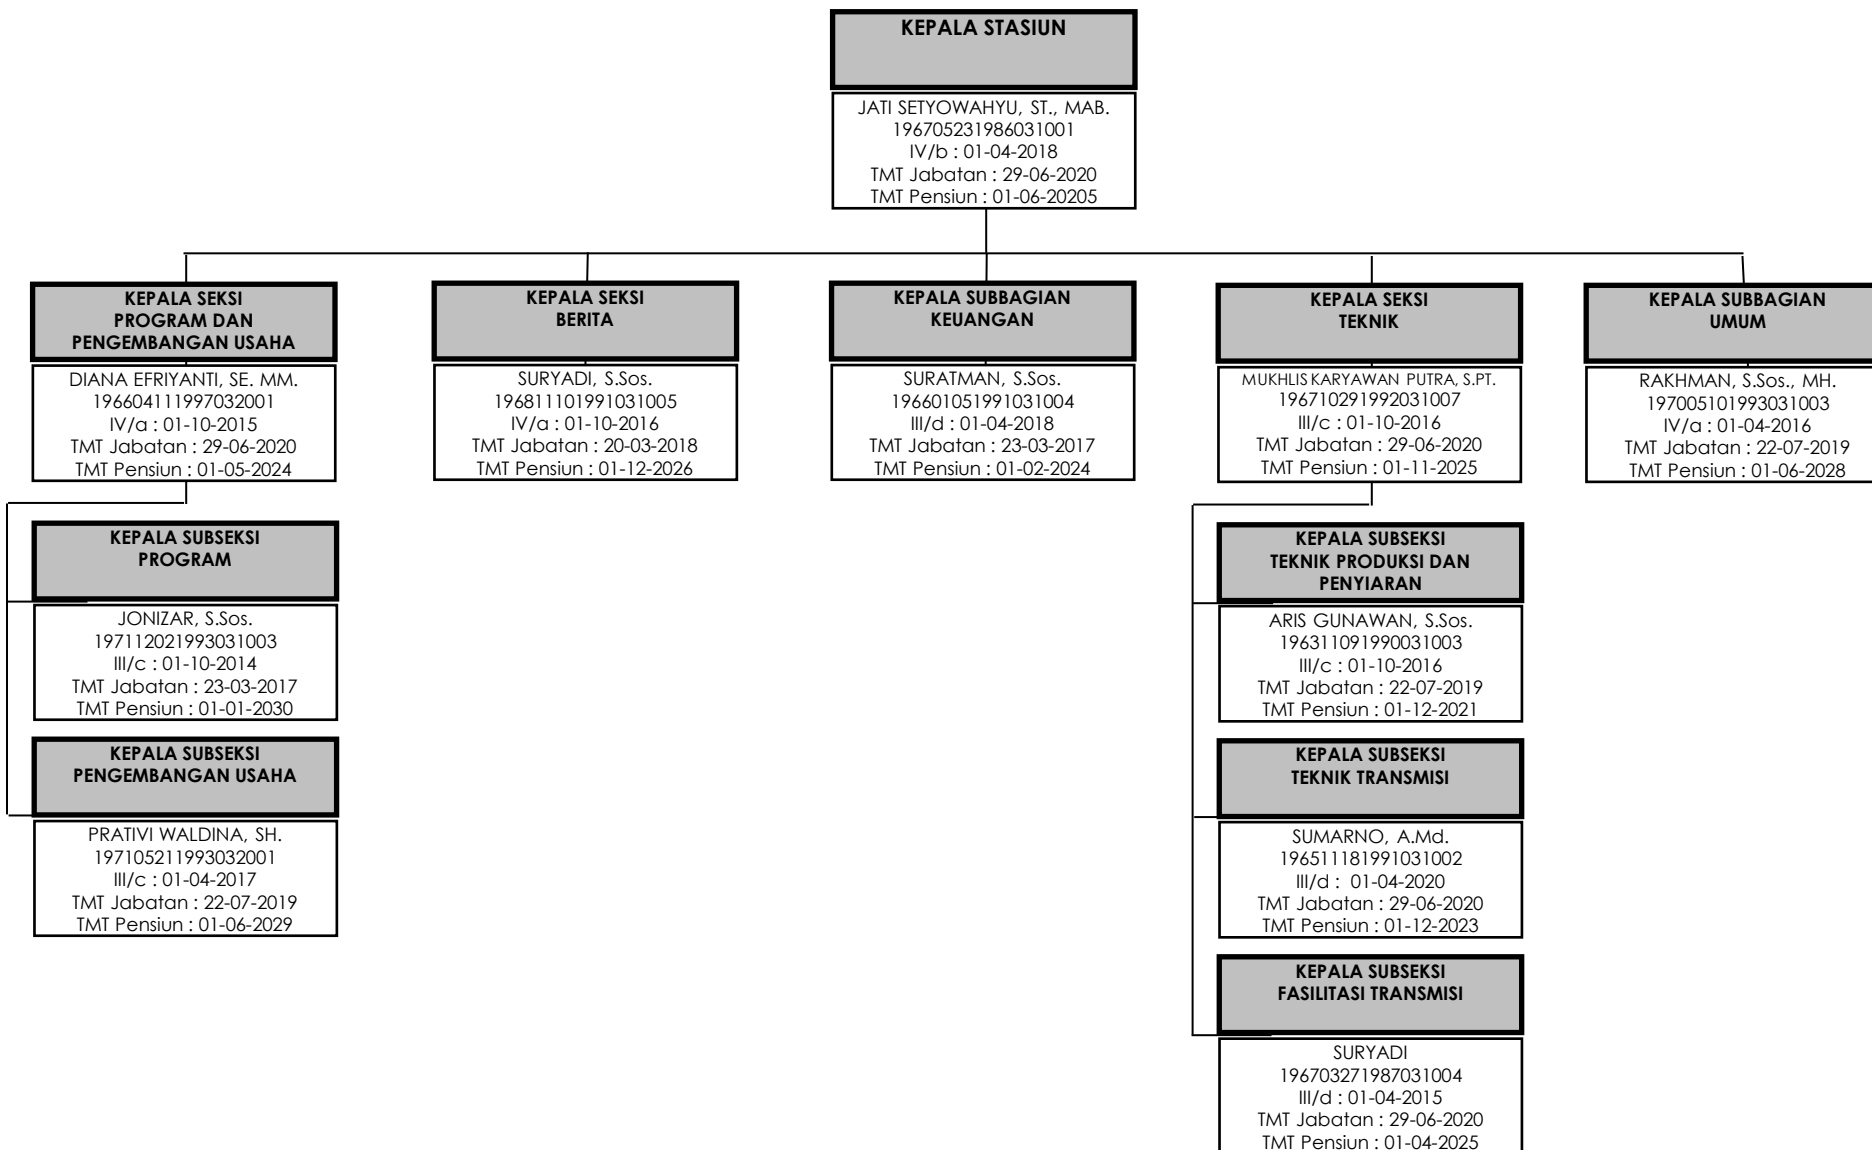 KEPALA STASIUN
JATI SETYOWAHYU, ST., MAB.
196705231986031001
IV/b : 01-04-2018
TMT Jabatan : 29-06-2020
TMT Pensiun : 01-06-20205
KEPALA SEKSI
PROGRAM DAN
PENGEMBANGAN USAHA
DIANA EFRIYANTI, SE. MM.
196604111997032001
IV/a : 01-10-2015
TMT Jabatan : 29-06-2020
TMT Pensiun : 01-05-2024
KEPALA SEKSI
BERITA
SURYADI, S.Sos.
196811101991031005
IV/a : 01-10-2016
TMT Jabatan : 20-03-2018
TMT Pensiun : 01-12-2026
KEPALA SUBBAGIAN
KEUANGAN
SURATMAN, S.Sos.
196601051991031004
III/d : 01-04-2018
TMT Jabatan : 23-03-2017
TMT Pensiun : 01-02-2024
KEPALA SEKSI
TEKNIK
MUKHLIS KARYAWAN PUTRA, S.PT.
196710291992031007
III/c : 01-10-2016
TMT Jabatan : 29-06-2020
TMT Pensiun : 01-11-2025
KEPALA SUBBAGIAN
UMUM
RAKHMAN, S.Sos., MH.
197005101993031003
IV/a : 01-04-2016
TMT Jabatan : 22-07-2019
TMT Pensiun : 01-06-2028
KEPALA SUBSEKSI
PROGRAM
JONIZAR, S.Sos.
197112021993031003
III/c : 01-10-2014
TMT Jabatan : 23-03-2017
TMT Pensiun : 01-01-2030
KEPALA SUBSEKSI
PENGEMBANGAN USAHA
PRATIVI WALDINA, SH.
197105211993032001
III/c : 01-04-2017
TMT Jabatan : 22-07-2019
TMT Pensiun : 01-06-2029
KEPALA SUBSEKSI
TEKNIK PRODUKSI DAN
PENYIARAN
ARIS GUNAWAN, S.Sos.
196311091990031003
III/c : 01-10-2016
TMT Jabatan : 22-07-2019
TMT Pensiun : 01-12-2021
KEPALA SUBSEKSI
TEKNIK TRANSMISI
SUMARNO, A.Md.
196511181991031002
III/d : 01-04-2020
TMT Jabatan : 29-06-2020
TMT Pensiun : 01-12-2023
KEPALA SUBSEKSI
FASILITASI TRANSMISI
SURYADI
196703271987031004
III/d : 01-04-2015
TMT Jabatan : 29-06-2020
TMT Pensiun : 01-04-2025